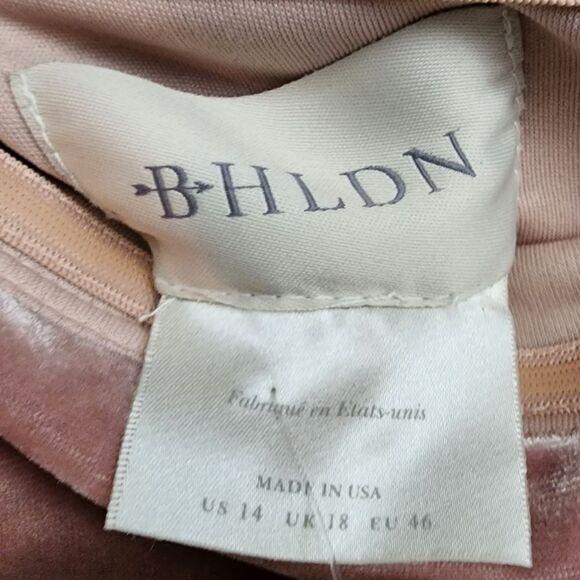 BHLDN
Fabriqué en Etats-unis
MADE IN USA
US 14 UK 18 EU 46